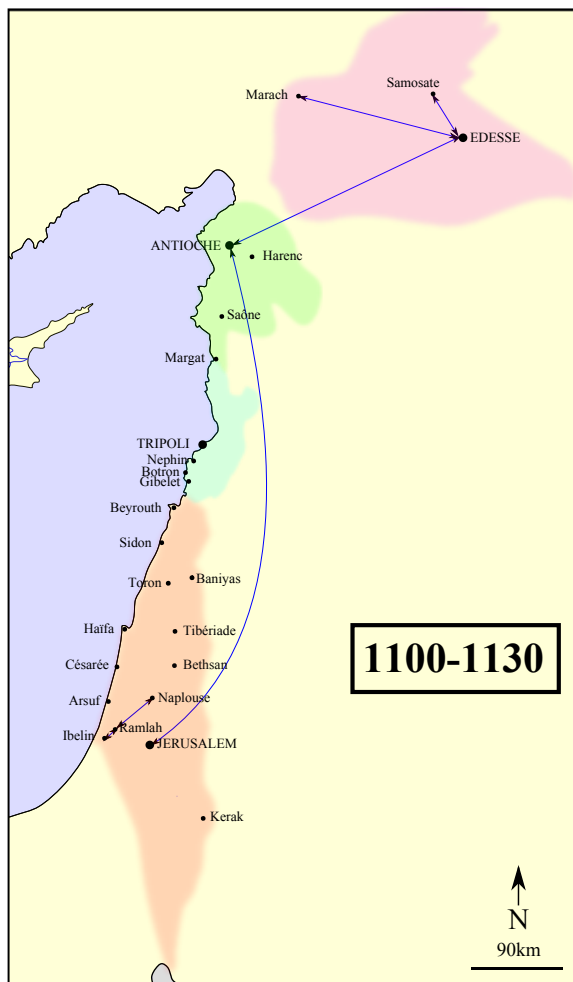 Samosate
Marach
EDESSE
ANTIOCHE
Harenc
Saône
Margat
TRIPOLI
Nephin
Botron
Gibelet
Beyrouth
Sidon
Baniyas
Toron
Haïfa
Tibériade
1100-1130
Césarée
Bethsan
Arsuf
Naplouse
Ramlah
Ibelin
JERUSALEM
Kerak
N
90km